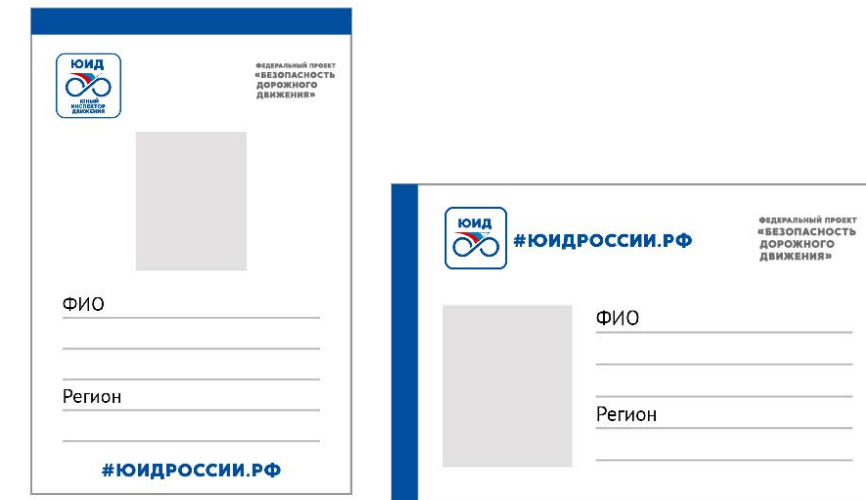 ЮИД
ЮНЫЙ
ИНСПЕКТОР
ДВИЖЕНИЯ
ФЕДЕРАЛЬНЫЙ ПРОЕКТ
«БЕЗОПАСНОСТЬ
ДОРОЖНОГО
ДВИЖЕНИЯ»
ФИО
Регион
#ЮИДРОССИИ.РФ
ЮИД
#ЮИДРОССИИ.РФ
ФЕДЕРАЛЬНЫЙ ПРОЕКТ
«БЕЗОПАСНОСТЬ
ДОРОЖНОГО
ДВИЖЕНИЯ»
ФИО
Регион